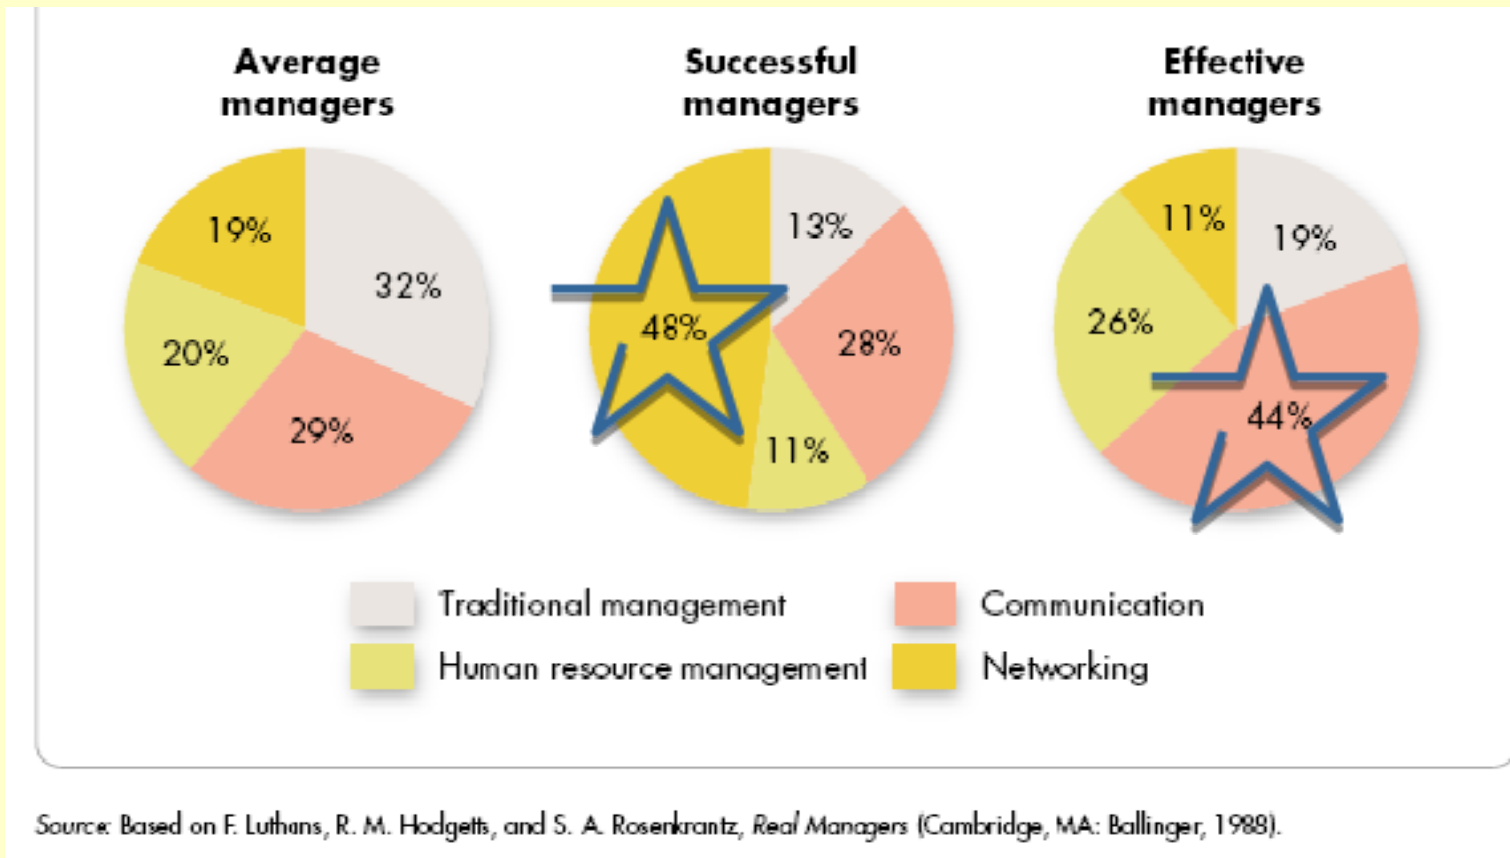 Average
managers
Successful
managers
Effective
managers
19%
32%
20%
29%
13%
48%
28%
11%
11%
19%
26%
44%
Traditional management
Communication
Human resource management
Networking
Source: Based on F. Luthans, R. M. Hodgetts, and S. A. Rosenkrantz, Real Managers (Cambridge, MA: Ballinger, 1988).